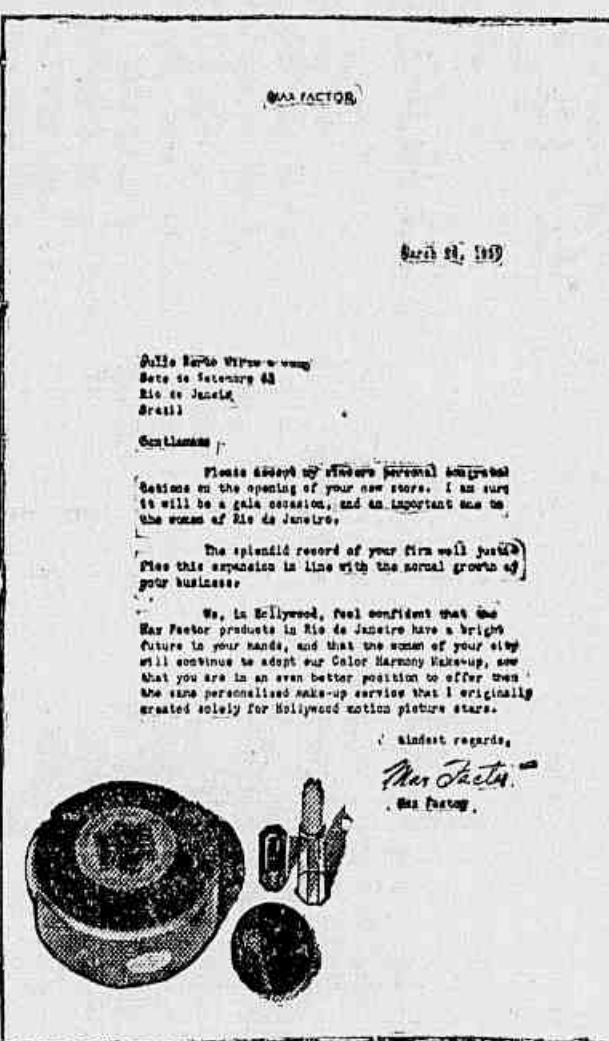 MAX FACTOR
March 28, 1939
Sete de Setembro
Rio de Janeiro
Brazil
Gentlemen
Please accept my sincere personal congratu
lations on the opening of your new store. I am sure
it will be a gala occasion, and an important one to
the women of Rio de Janeiro.
The splendid record of your firm well justi
fies this expansion in line with the normal growth of
your business.
We, in Hollywood, feel confident that the
Max Factor products in Rio de Janeiro have a bright
future in your hands, and that the women of your city
will continue to adopt our Color Harmony Make-up, now
that you are in an even better position to offer them
the same personalized make-up service that I originally
created solely for Hollywood motion picture stars.
Kindest regards,
Max Factor
Max Factor